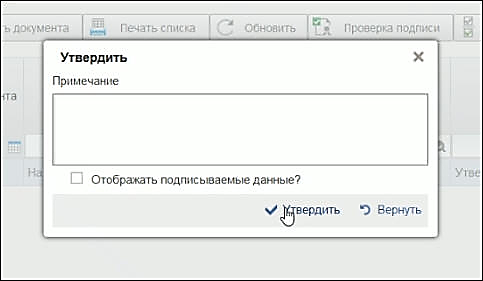 ь документа Печать списка Обновить Проверка подписи
Утвердить
Примечание
нта
Отображать подписываемые данные?
На
Утве
Утвердить Вернуть